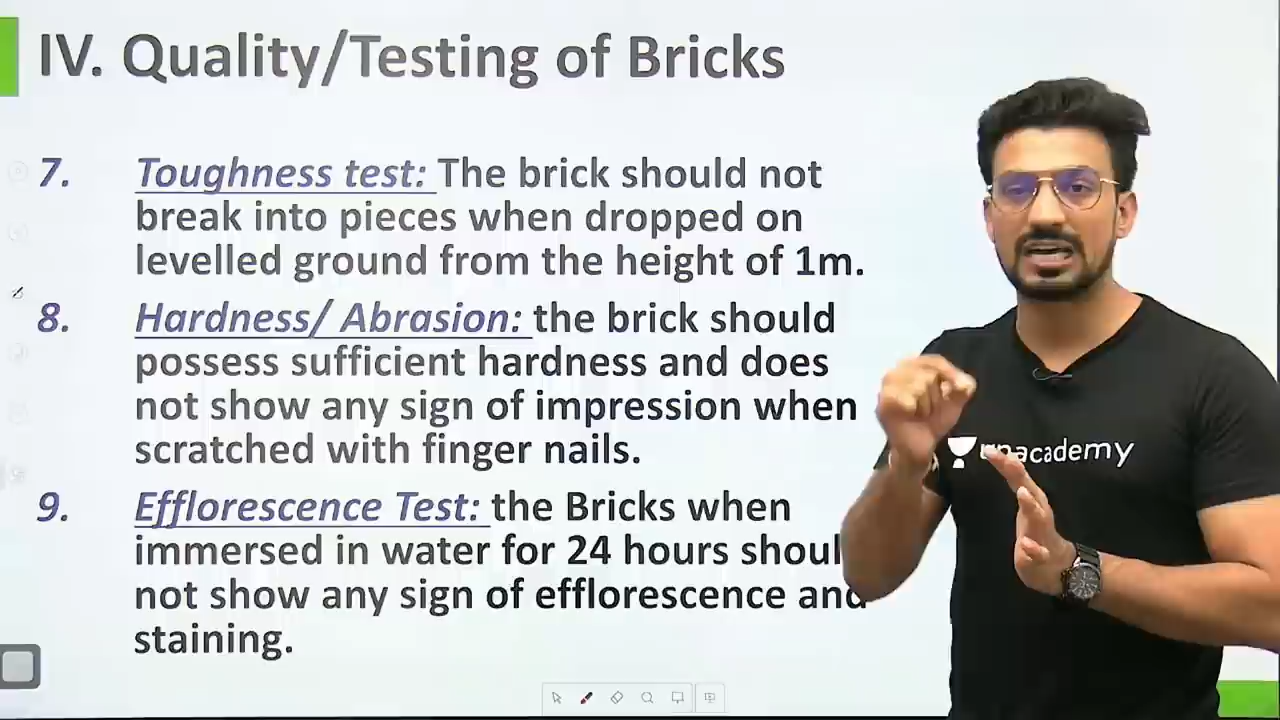 IV. Quality/Testing of Bricks
7. Toughness test: The brick should not
break into pieces when dropped on
levelled ground from the height of 1m.
8. Hardness/ Abrasion: the brick should
possess sufficient hardness and does
not show any sign of impression when
scratched with finger nails.
9. Efflorescence Test: the Bricks when
immersed in water for 24 hours shoul
not show any sign of efflorescence and
staining.
unacademy